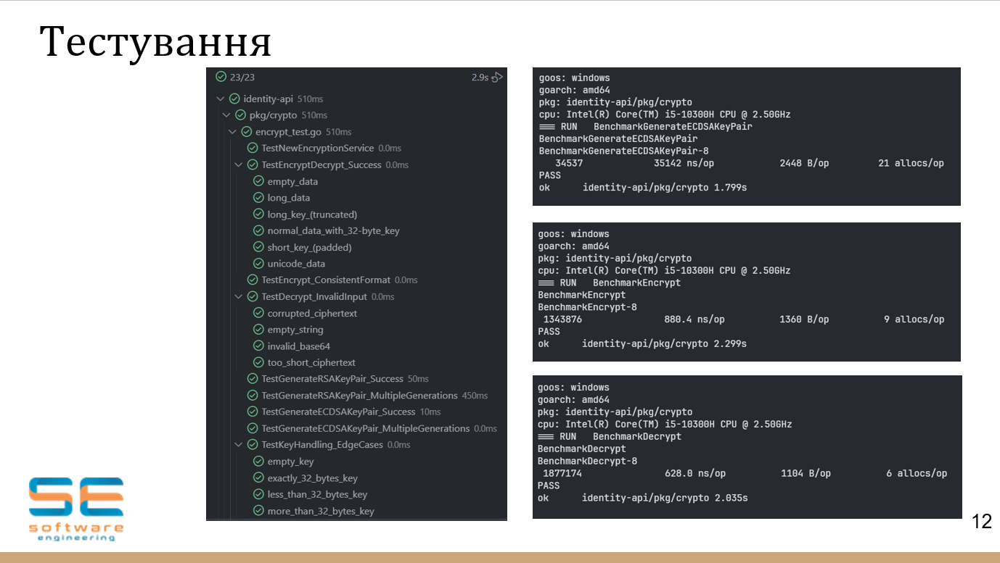 Тестування
23/23 2.9s
identity-api 510ms
pkg/crypto 510ms
encrypt_test.go 510ms
TestNewEncryptionService 0.0ms
TestEncryptDecrypt_Success 0.0ms
empty_data
long_data
long_key_(truncated)
normal_data_with_32-byte_key
short_key_(padded)
unicode_data
TestEncrypt_ConsistentFormat 0.0ms
TestDecrypt_InvalidInput 0.0ms
corrupted_ciphertext
empty_string
invalid_base64
too_short_ciphertext
TestGenerateRSAKeyPair_Success 50ms
TestGenerateRSAKeyPair_MultipleGenerations 450ms
TestGenerateECDSAKeyPair_Success 10ms
TestGenerateECDSAKeyPair_MultipleGenerations 0.0ms
TestKeyHandling_EdgeCases 0.0ms
empty_key
exactly_32_bytes_key
less_than_32_bytes_key
more_than_32_bytes_key
goos: windows
goarch: amd64
pkg: identity-api/pkg/crypto
cpu: Intel(R) Core(TM) i5-10300H CPU @ 2.50GHz
=== RUN BenchmarkGenerateECDSAKeyPair
BenchmarkGenerateECDSAKeyPair
BenchmarkGenerateECDSAKeyPair-8
34537 35142 ns/op 2448 B/op 21 allocs/op
PASS
ok identity-api/pkg/crypto 1.799s
goos: windows
goarch: amd64
pkg: identity-api/pkg/crypto
cpu: Intel(R) Core(TM) i5-10300H CPU @ 2.50GHz
=== RUN BenchmarkEncrypt
BenchmarkEncrypt
BenchmarkEncrypt-8
1343876 880.4 ns/op 1360 B/op 9 allocs/op
PASS
ok identity-api/pkg/crypto 2.299s
goos: windows
goarch: amd64
pkg: identity-api/pkg/crypto
cpu: Intel(R) Core(TM) i5-10300H CPU @ 2.50GHz
=== RUN BenchmarkDecrypt
BenchmarkDecrypt
BenchmarkDecrypt-8
1877174 628.0 ns/op 1104 B/op 6 allocs/op
PASS
ok identity-api/pkg/crypto 2.035s
SE
software
engineering
12